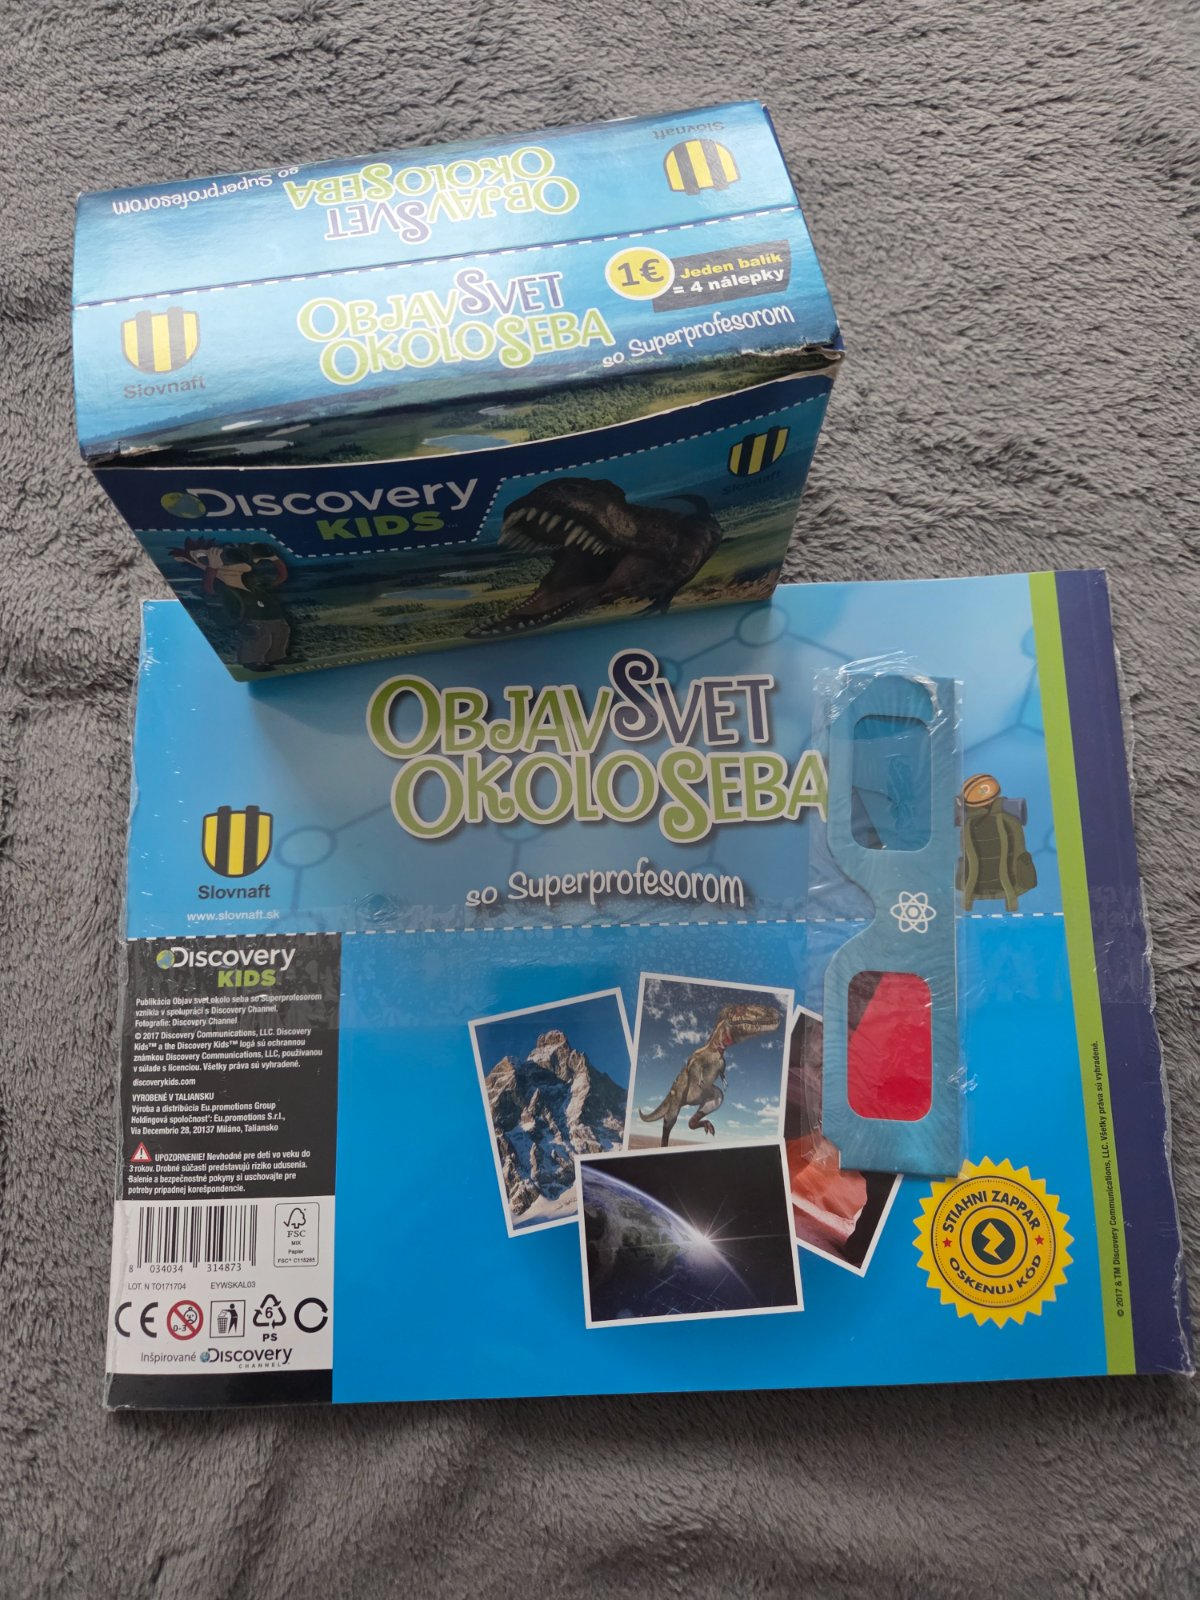 Slovnaft
ObjavSvet
OkoloSeba
so Superprofesorom
Slovnaft
ObjavSvet
OkoloSeba
so Superprofesorom
1€
Jeden balík
= 4 nálepky
Discovery
KIDS
Slovnaft
ObjavSvet
OkoloSeba
so Superprofesorom
Slovnaft
www.slovnaft.sk
Discovery
KIDS
Publikácia Objav svet okolo seba so Superprofesorom
vznikla v spolupráci s Discovery Channel.
Fotografie: Discovery Channel
© 2017 Discovery Communications, LLC. Discovery
Kids™ a the Discovery Kids™ logá sú ochrannou
známkou Discovery Communications, LLC, používanou
v súlade s licenciou. Všetky práva sú vyhradené.
discoverykids.com
VYROBENÉ V TALIANSKU
Výroba a distribúcia Eu.promotions Group
Holdingová spoločnosť: Eu.promotions S.r.l.,
Via Decembrio 28, 20137 Miláno, Taliansko
UPOZORNENIE! Nevhodné pre deti vo veku do
3 rokov. Drobné súčasti predstavujú riziko udusenia.
Balenie a bezpečnostné pokyny si uschovajte pre
potreby prípadnej korešpondencie.
8 034034 314873
FSC
MIX
Papier
FSC® C115265
LOT. N TO171704 EYWSKAL03
CE
0-3
6
PS
Inšpirované Discovery
CHANNEL
STIAHNI ZAPPAR
OSKENUJ KÓD
© 2017 & TM Discovery Communications, LLC. Všetky práva sú vyhradené.